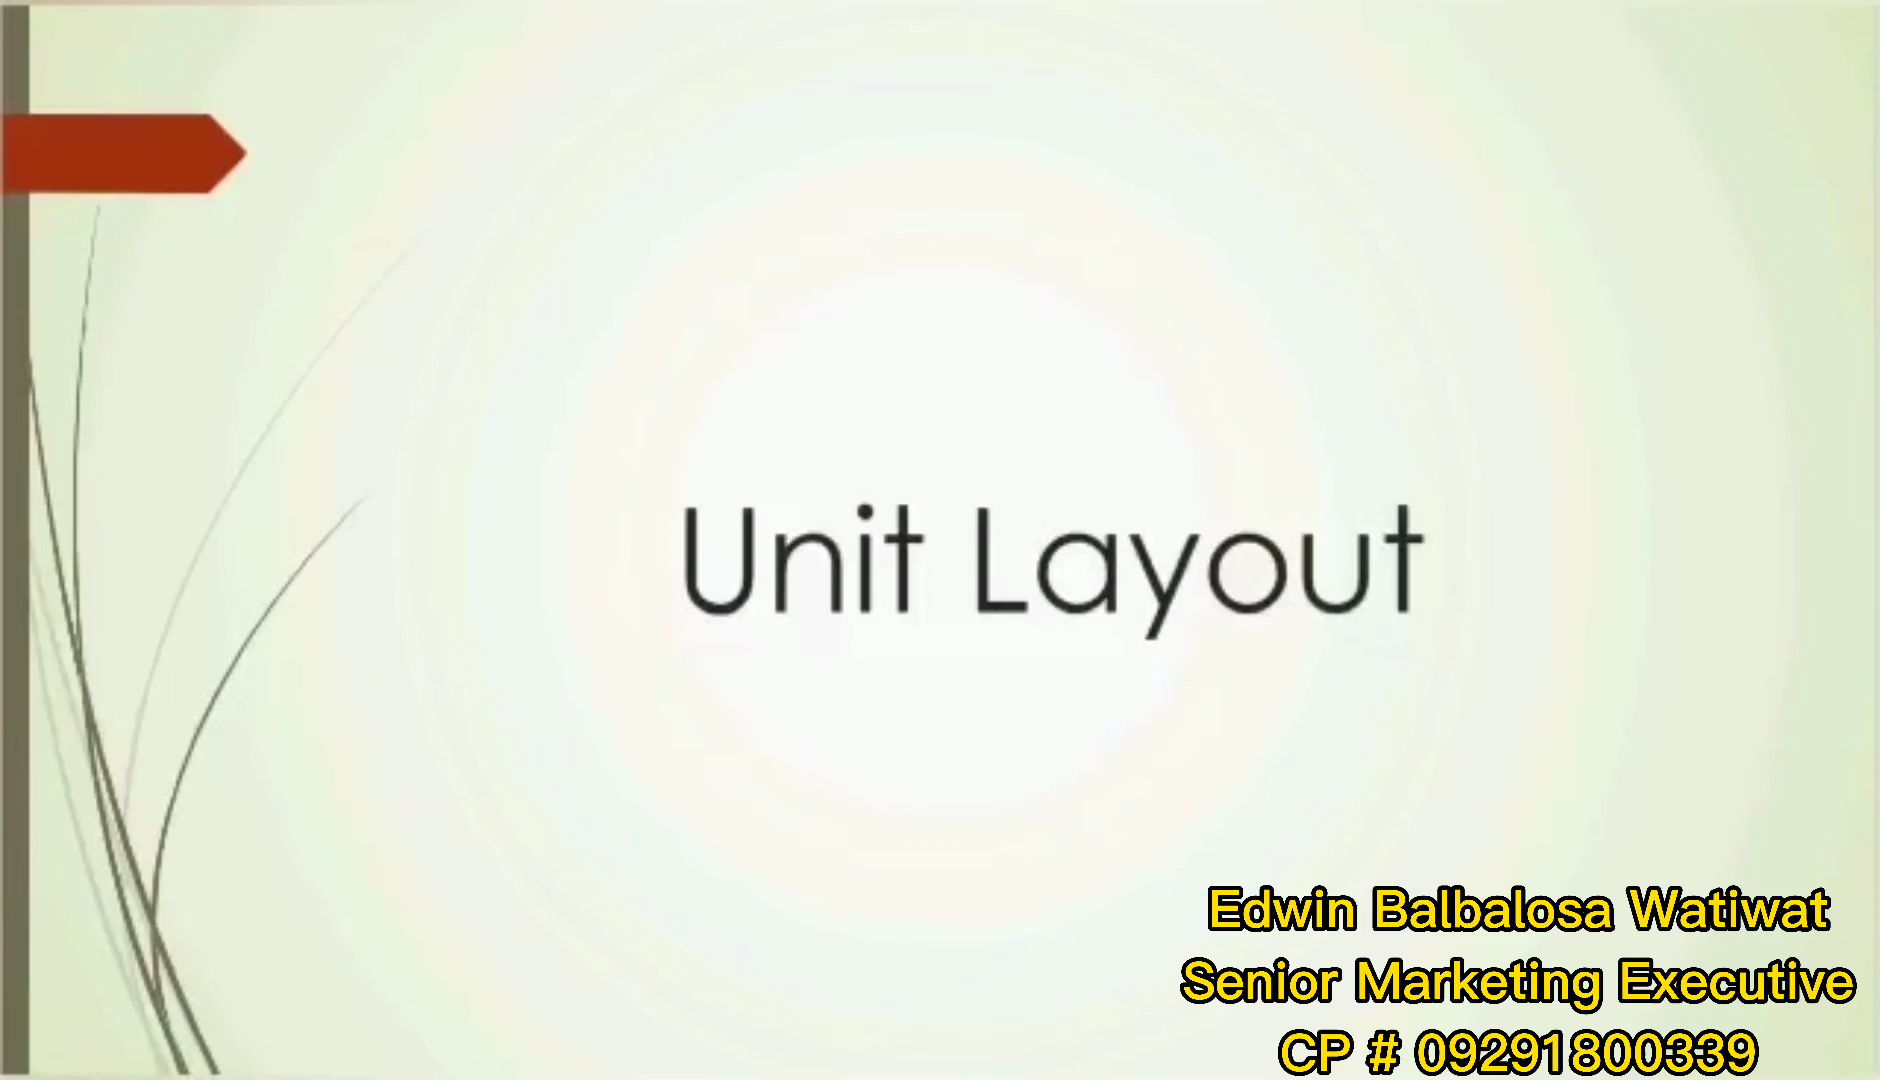 Unit Layout
Edwin Balbalosa Watiwat
Senior Marketing Executive
CP # 09291800339